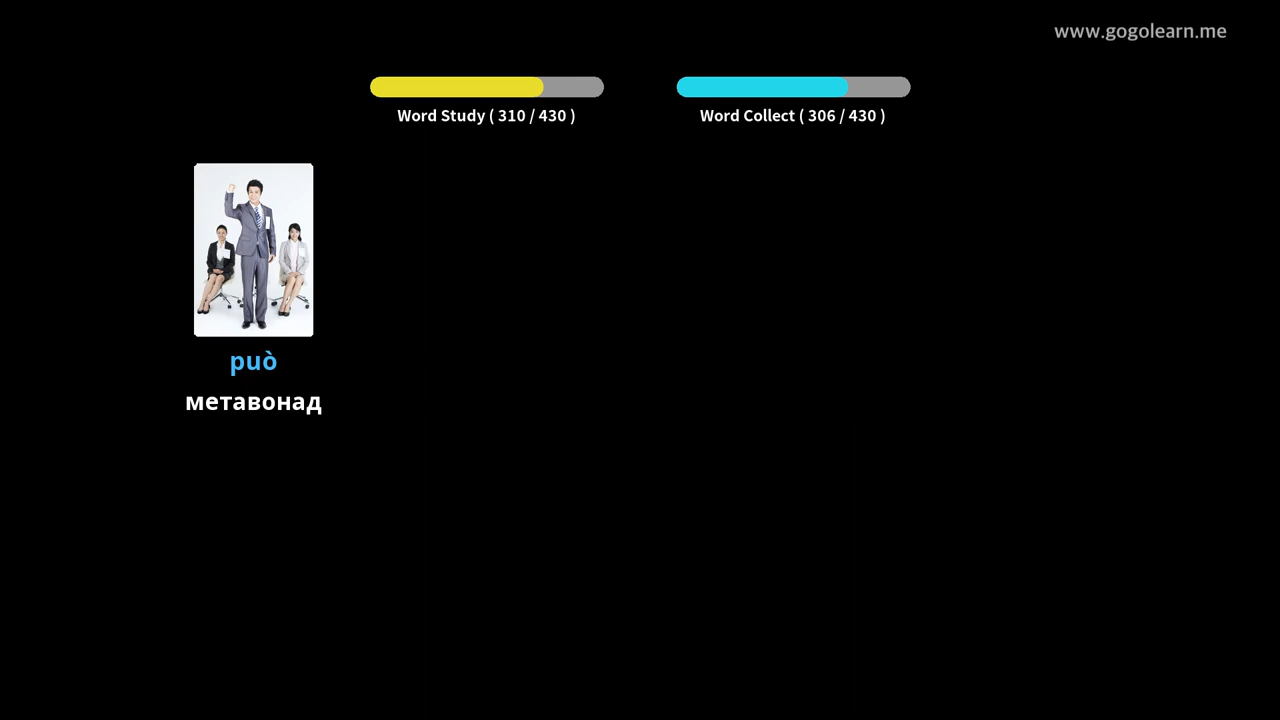 www.gogolearn.me
Word Study ( 310 / 430 )
Word Collect ( 306 / 430 )
può
метавонад